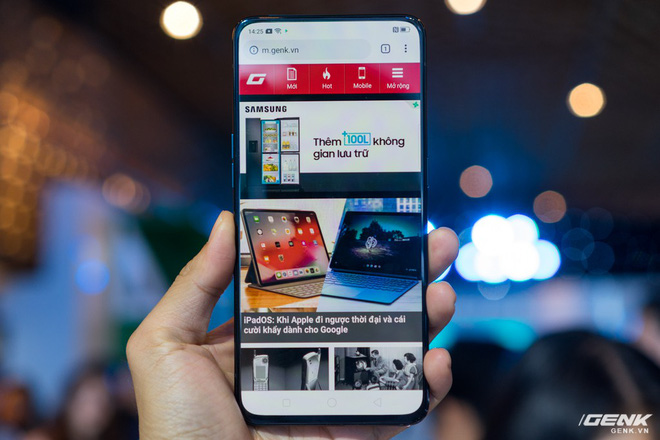 14:25
m.genk.vn
1
G
Mới
Hot
Mobile
Mở rộng
SAMSUNG
Thêm +100L không
gian lưu trữ
iPadOS: Khi Apple đi ngược thời đại và cái
cười khẩy dành cho Google
GENK
GENK.VN